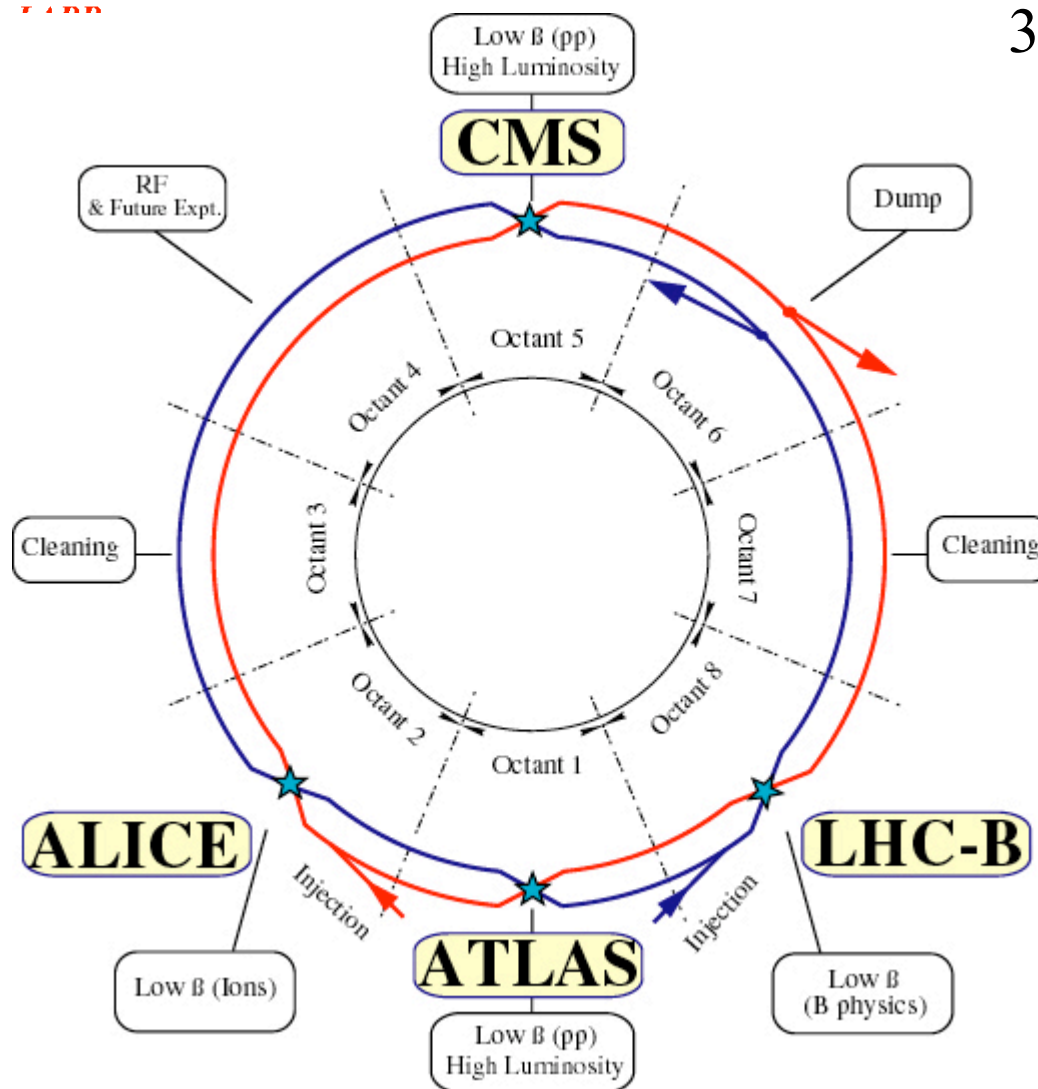 3
Low ß (pp)
High Luminosity
CMS
RF
& Future Expt.
Dump
Octant 5
Octant 4
Octant 6
Cleaning
Octant 3
Octant 7
Cleaning
Octant 2
Octant 8
Octant 1
ALICE
LHC-B
Injection
Injection
ATLAS
Low ß (Ions)
Low ß
(B physics)
Low ß (pp)
High Luminosity